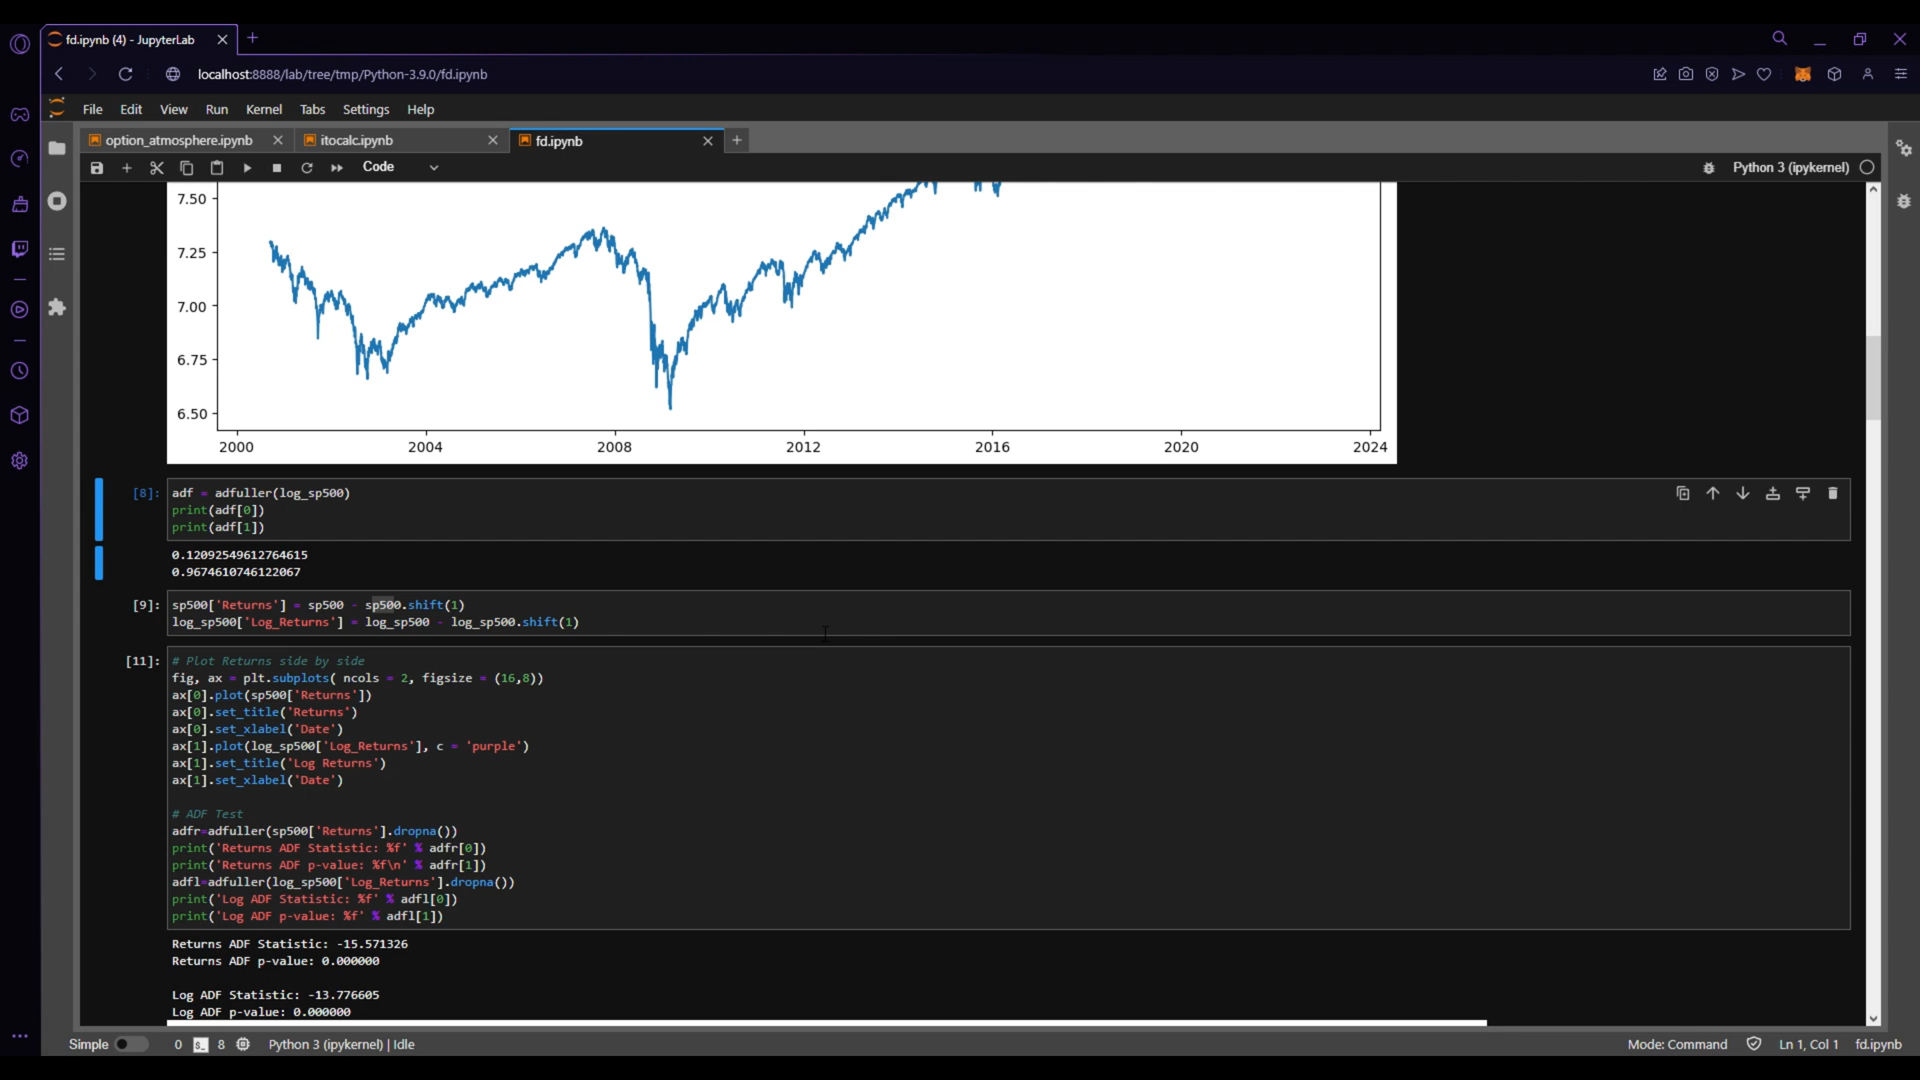 fd.ipynb (4) - JupyterLab
localhost:8888/lab/tree/tmp/Python-3.9.0/fd.ipynb
File Edit View Run Kernel Tabs Settings Help
option_atmosphere.ipynb itocalc.ipynb fd.ipynb
Code Python 3 (ipykernel)
7.50
7.25
7.00
6.75
6.50
2000 2004 2008 2012 2016 2020 2024
[8]: adf = adfuller(log_sp500)
print(adf[0])
print(adf[1])
0.12092549612764615
0.9674610746122067
[9]: sp500['Returns'] = sp500 - sp500.shift(1)
log_sp500['Log_Returns'] = log_sp500 - log_sp500.shift(1)
[11]: # Plot Returns side by side
fig, ax = plt.subplots( ncols = 2, figsize = (16,8))
ax[0].plot(sp500['Returns'])
ax[0].set_title('Returns')
ax[0].set_xlabel('Date')
ax[1].plot(log_sp500['Log_Returns'], c = 'purple')
ax[1].set_title('Log Returns')
ax[1].set_xlabel('Date')
# ADF Test
adfr=adfuller(sp500['Returns'].dropna())
print('Returns ADF Statistic: %f' % adfr[0])
print('Returns ADF p-value: %f\n' % adfr[1])
adfl=adfuller(log_sp500['Log_Returns'].dropna())
print('Log ADF Statistic: %f' % adfl[0])
print('Log ADF p-value: %f' % adfl[1])
Returns ADF Statistic: -15.571326
Returns ADF p-value: 0.000000
Log ADF Statistic: -13.776605
Log ADF p-value: 0.000000
Simple 0 $_ 8 Python 3 (ipykernel) | Idle Mode: Command Ln 1, Col 1 fd.ipynb